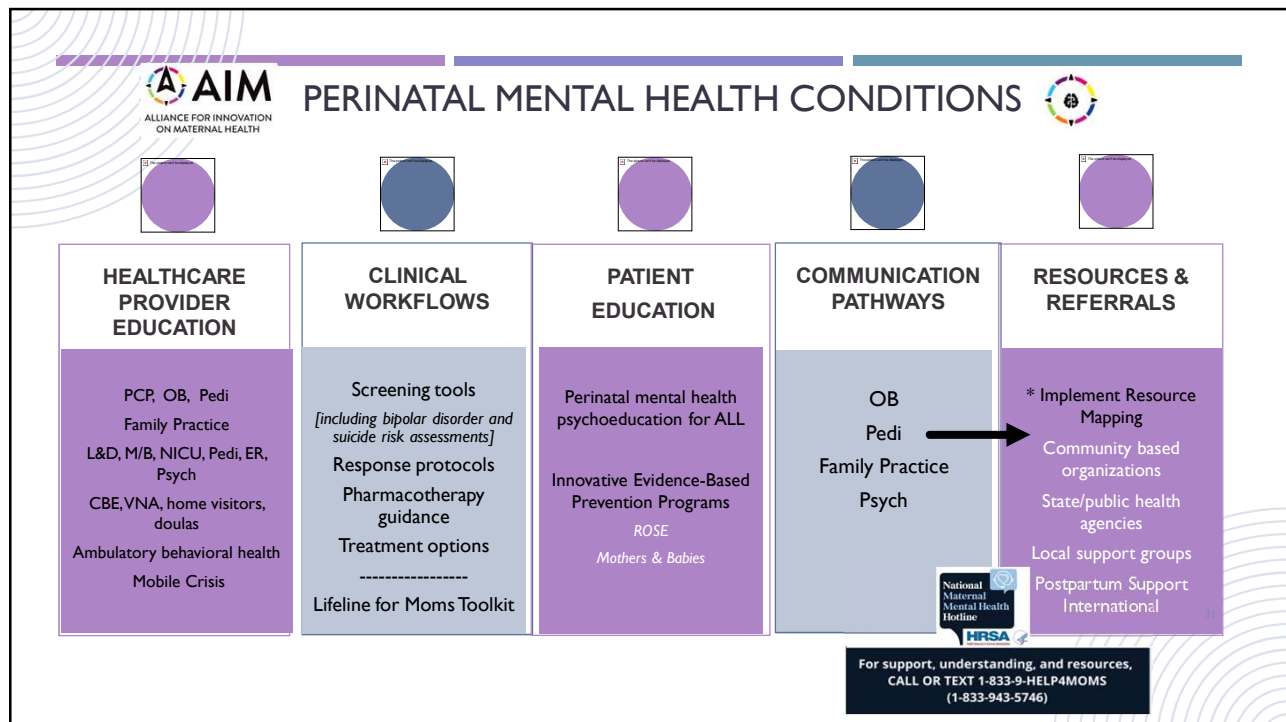 AIM
ALLIANCE FOR INNOVATION
ON MATERNAL HEALTH
PERINATAL MENTAL HEALTH CONDITIONS
HEALTHCARE
PROVIDER
EDUCATION
PCP, OB, Pedi
Family Practice
L&D, M/B, NICU, Pedi, ER,
Psych
CBE, VNA, home visitors,
doulas
Ambulatory behavioral health
Mobile Crisis
CLINICAL
WORKFLOWS
Screening tools
[including bipolar disorder and
suicide risk assessments]
Response protocols
Pharmacotherapy
guidance
Treatment options
-----------------
Lifeline for Moms Toolkit
PATIENT
EDUCATION
Perinatal mental health
psychoeducation for ALL
Innovative Evidence-Based
Prevention Programs
ROSE
Mothers & Babies
COMMUNICATION
PATHWAYS
OB
Pedi
Family Practice
Psych
RESOURCES &
REFERRALS
* Implement Resource
Mapping
Community based
organizations
State/public health
agencies
Local support groups
Postpartum Support
International
31
National
Maternal
Mental Health
Hotline
HRSA
For support, understanding, and resources,
CALL OR TEXT 1-833-9-HELP4MOMS
(1-833-943-5746)